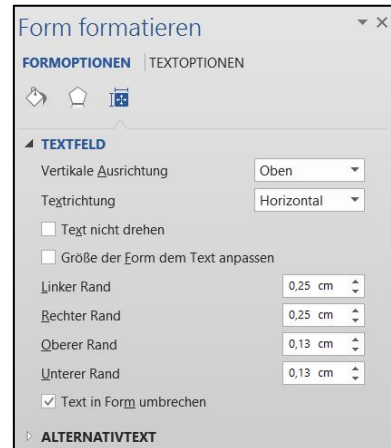 Form formatieren
FORMOPTIONEN TEXTOPTIONEN
TEXTFELD
Vertikale Ausrichtung Oben
Textrichtung Horizontal
Text nicht drehen
Größe der Form dem Text anpassen
Linker Rand 0,25 cm
Rechter Rand 0,25 cm
Oberer Rand 0,13 cm
Unterer Rand 0,13 cm
Text in Form umbrechen
ALTERNATIVTEXT